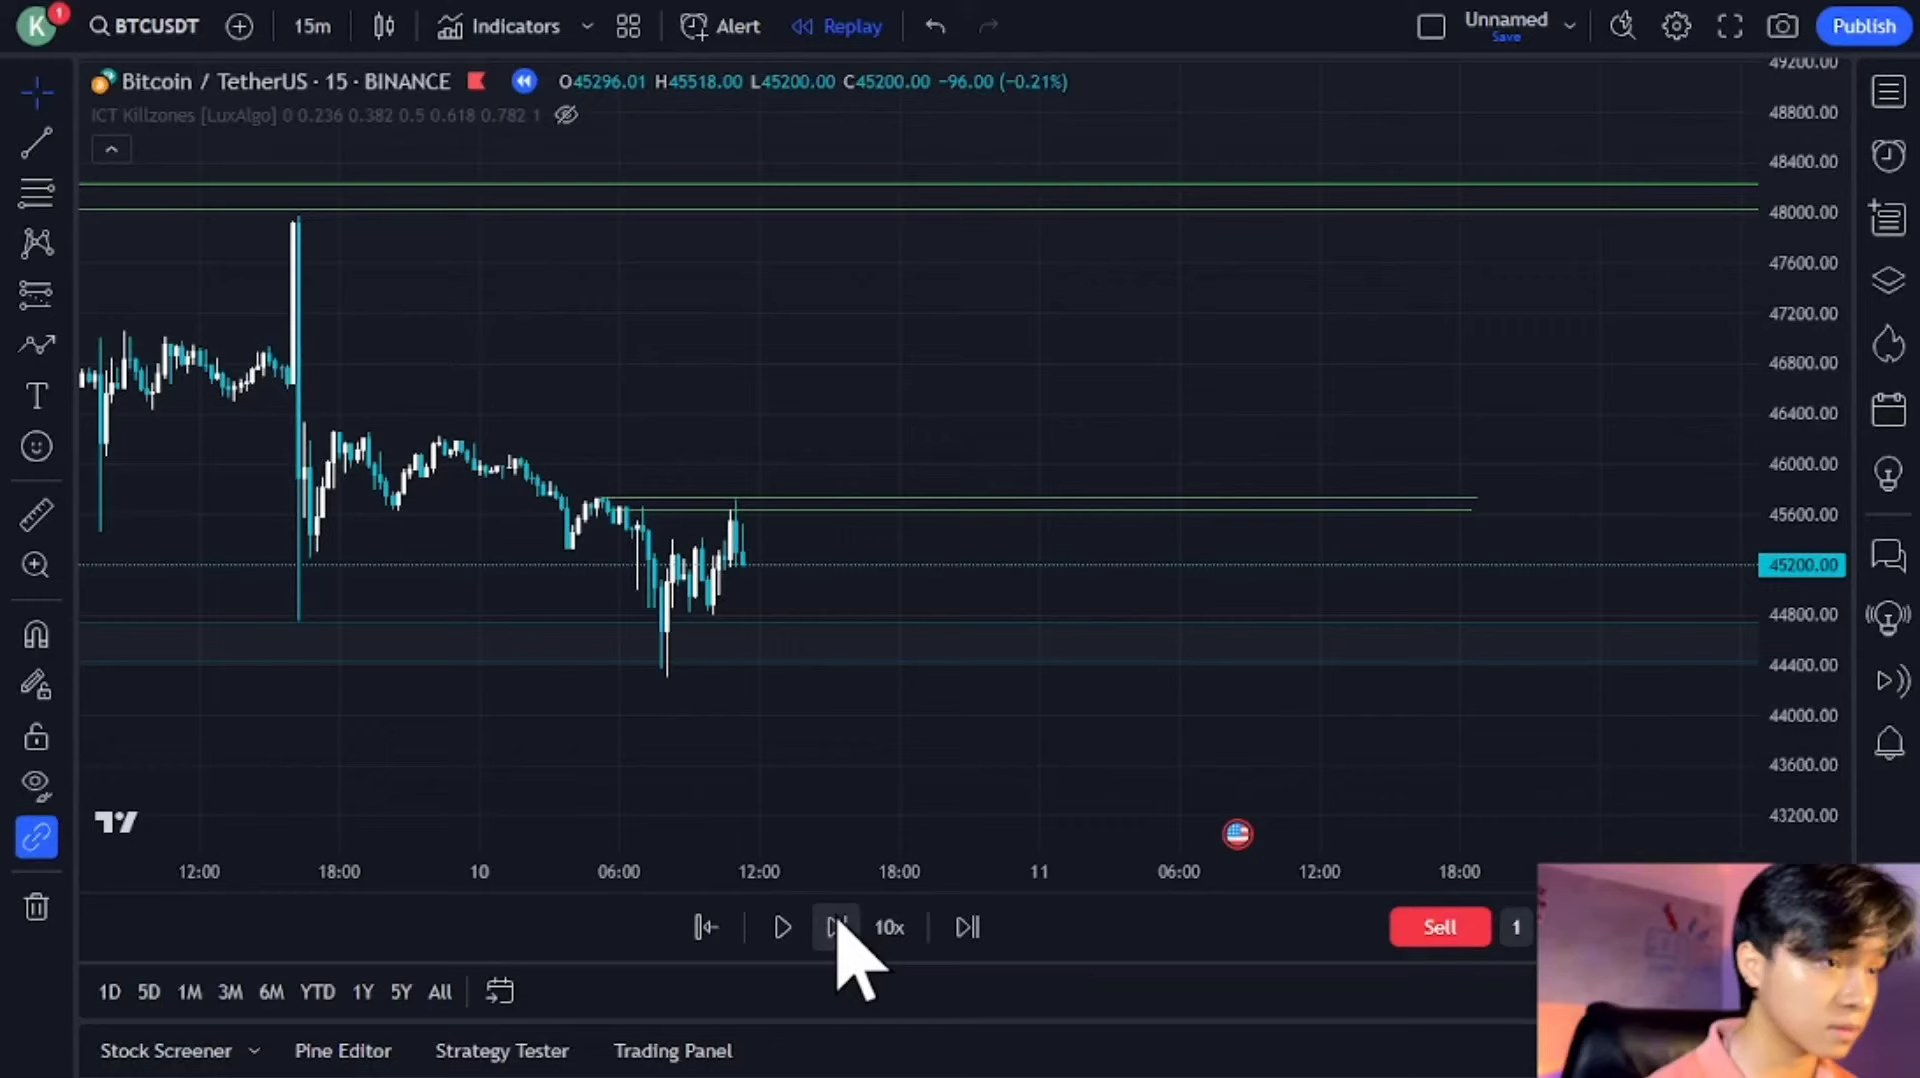 K 1 BTCUSDT 15m Indicators Alert Replay Unnamed Publish
Save
Bitcoin / TetherUS · 15 · BINANCE O45296.01 H45518.00 L45200.00 C45200.00 −96.00 (−0.21%)
ICT Killzones [LuxAlgo] 0 0.236 0.382 0.5 0.618 0.782 1
49200.00
48800.00
48400.00
48000.00
47600.00
47200.00
46800.00
46400.00
46000.00
45600.00
45200.00
44800.00
44400.00
44000.00
43600.00
43200.00
12:00 18:00 10 06:00 12:00 18:00 11 06:00 12:00 18:00
10x Sell 1
1D 5D 1M 3M 6M YTD 1Y 5Y All
Stock Screener Pine Editor Strategy Tester Trading Panel